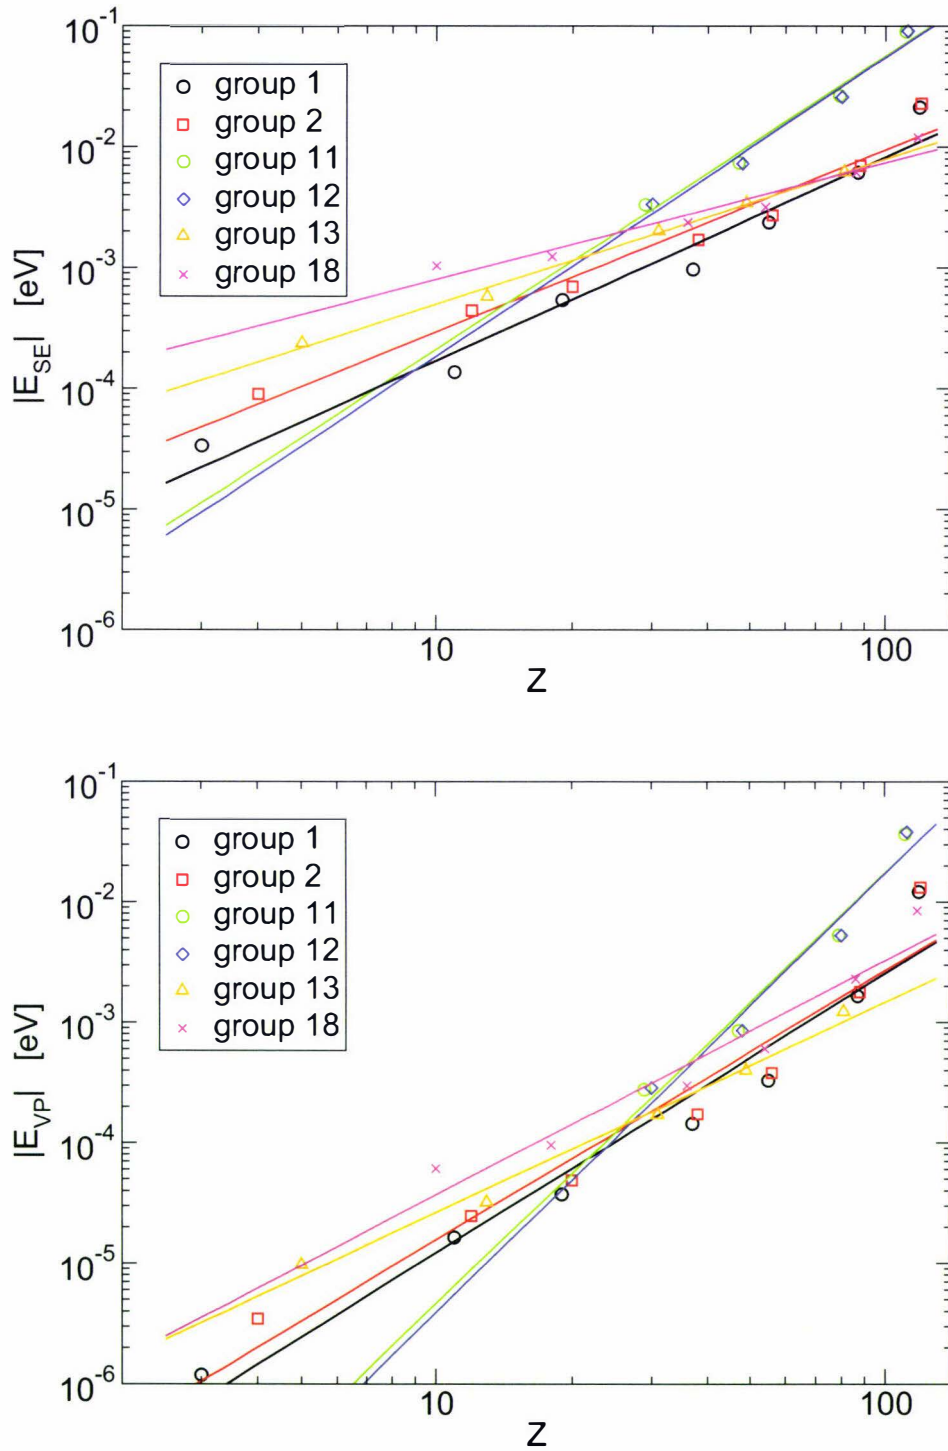 10⁻¹
10⁻²
10⁻³
10⁻⁴
10⁻⁵
10⁻⁶
|E_SE| [eV]
group 1
group 2
group 11
group 12
group 13
group 18
10 100
Z
10⁻¹
10⁻²
10⁻³
10⁻⁴
10⁻⁵
10⁻⁶
|E_VP| [eV]
group 1
group 2
group 11
group 12
group 13
group 18
10 100
Z